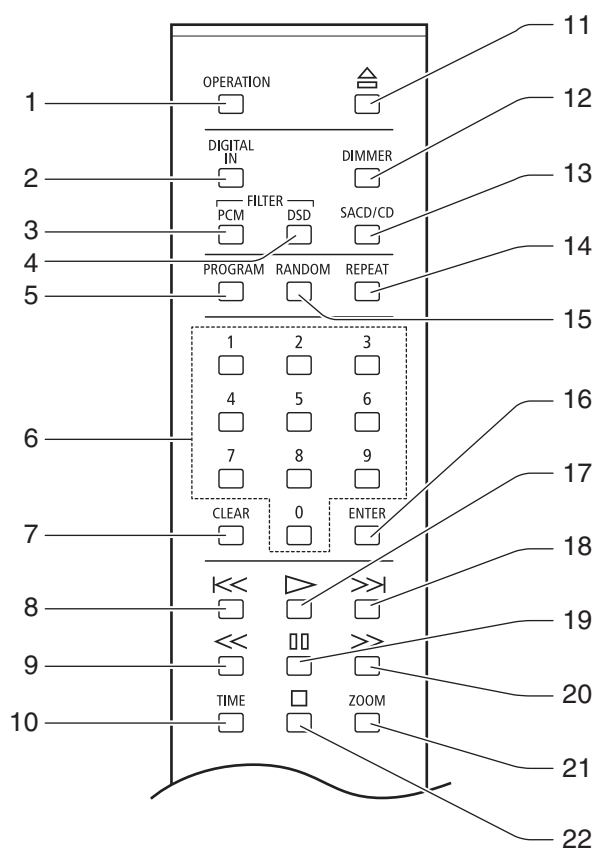 11
OPERATION
1
12
DIGITAL
IN
DIMMER
2
13
FILTER
PCM
DSD
SACD/CD
3
14
4
PROGRAM
RANDOM
REPEAT
5
15
1
2
3
4
5
6
16
6
7
8
9
17
CLEAR
0
ENTER
7
18
8
19
9
20
TIME
ZOOM
10
21
22